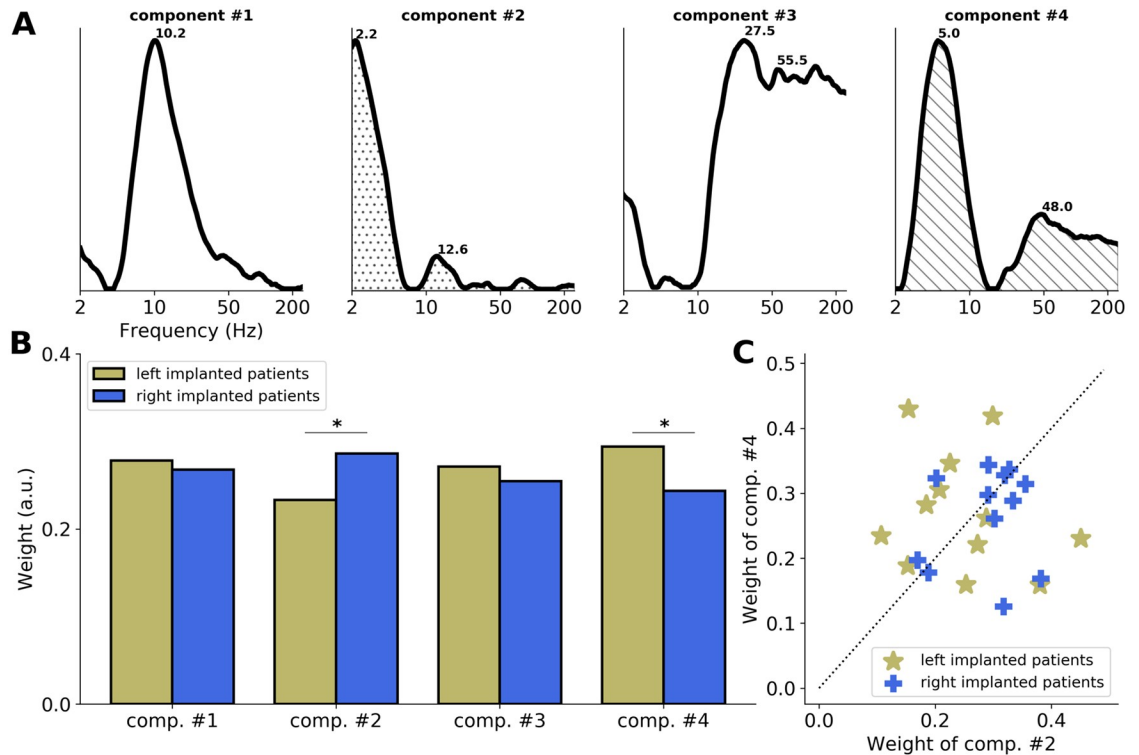 A
component #1
component #2
component #3
component #4
10.2
2.2
12.6
27.5
55.5
5.0
48.0
2 10 50 200
2 10 50 200
2 10 50 200
2 10 50 200
Frequency (Hz)
B
left implanted patients
right implanted patients
*
*
Weight (a.u.)
0.4
0.2
0.0
comp. #1
comp. #2
comp. #3
comp. #4
C
Weight of comp. #4
0.5
0.4
0.3
0.2
0.1
0.0
left implanted patients
right implanted patients
0.0 0.2 0.4
Weight of comp. #2